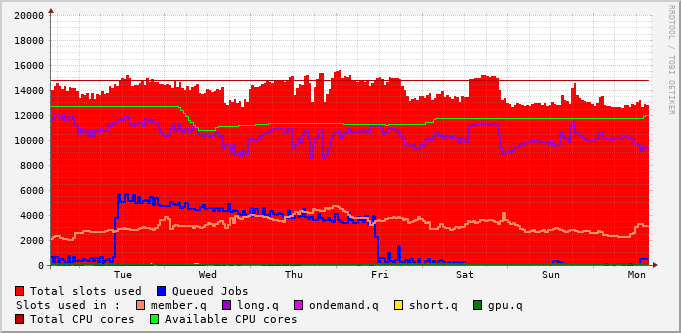 20000
18000
16000
14000
12000
10000
8000
6000
4000
2000
0
Tue Wed Thu Fri Sat Sun Mon
RRDTOOL / TOBI OETIKER
Total slots used Queued Jobs
Slots used in : member.q long.q ondemand.q short.q gpu.q
Total CPU cores Available CPU cores